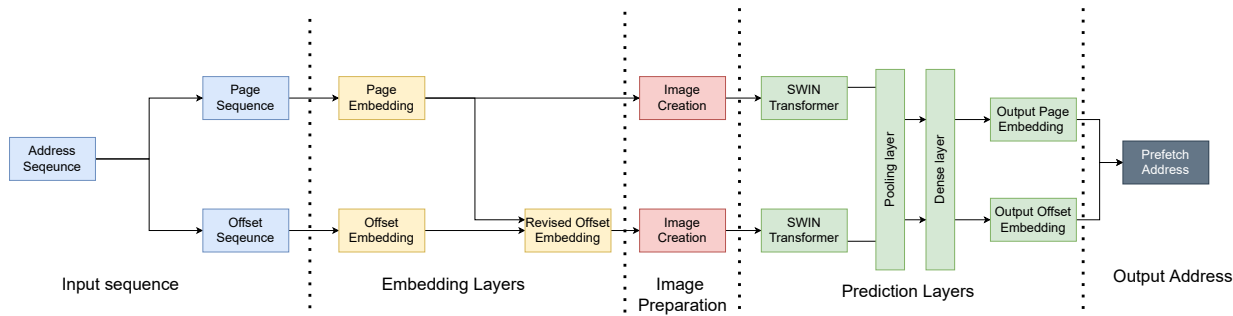 Address
Seqeunce
Page
Sequence
Offset
Seqeunce
Input sequence
Page
Embedding
Offset
Embedding
Revised Offset
Embedding
Embedding Layers
Image
Creation
Image
Creation
Image
Preparation
SWIN
Transformer
SWIN
Transformer
Pooling layer
Dense layer
Output Page
Embedding
Output Offset
Embedding
Prediction Layers
Prefetch
Address
Output Address